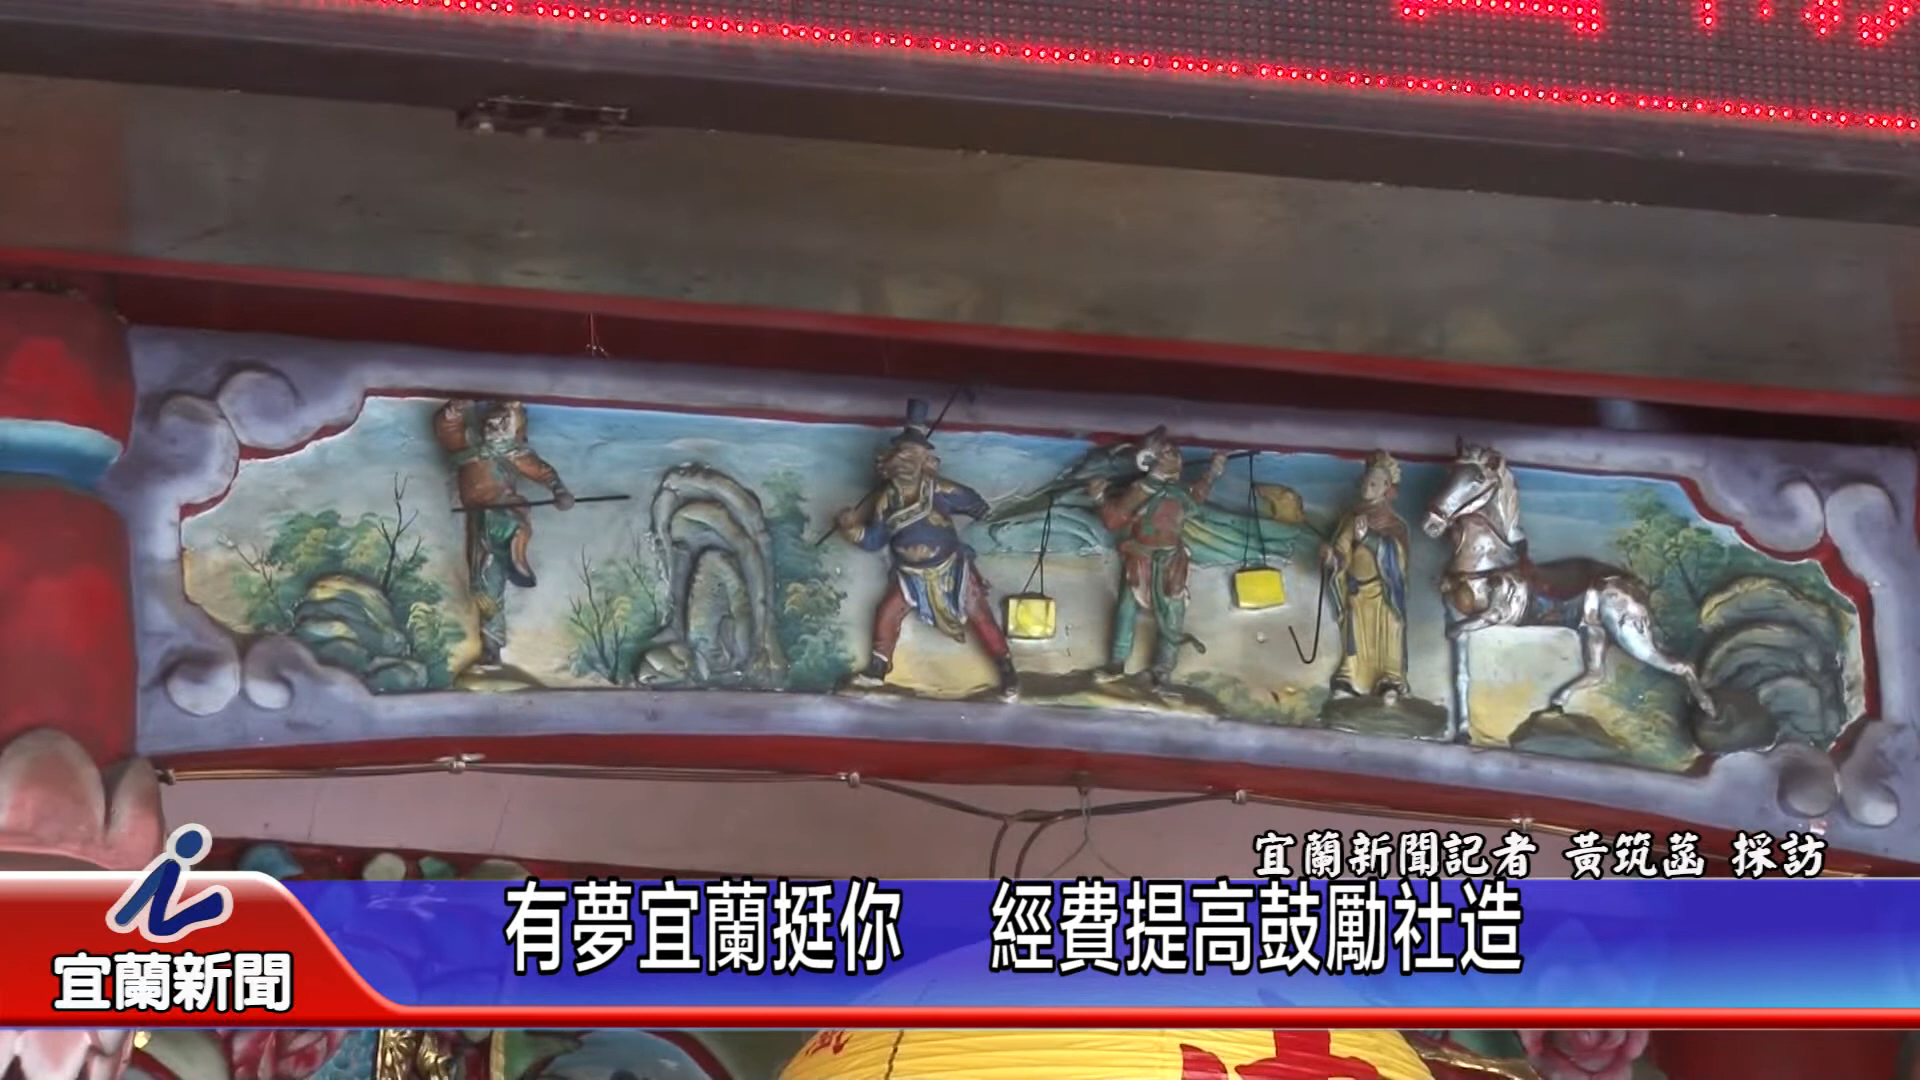 宜蘭新聞記者 黃筑菡 採訪
有夢宜蘭挺你 經費提高鼓勵社造
宜蘭新聞